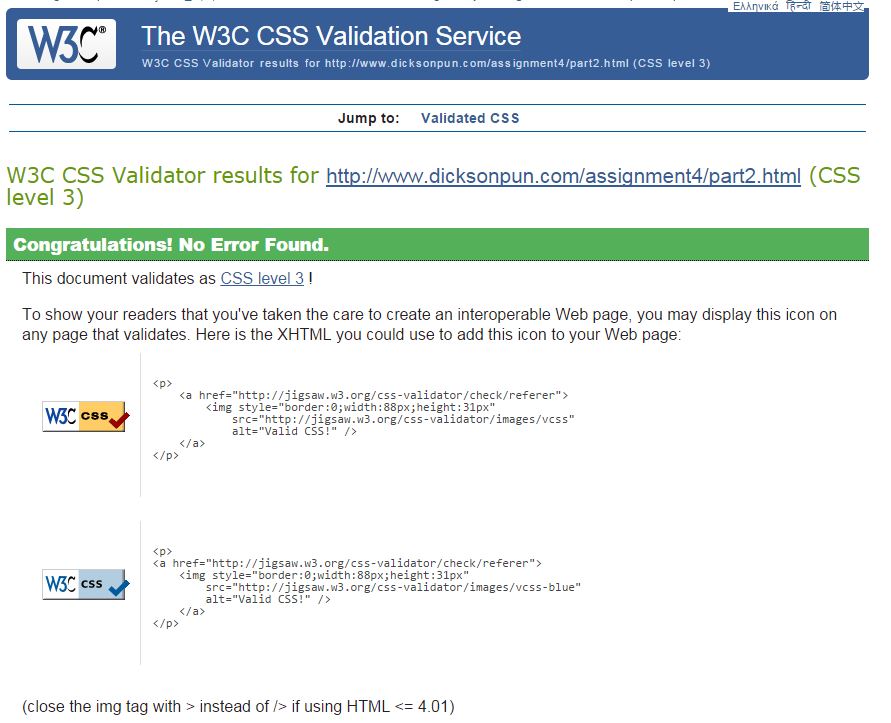 Ελληνικά हिन्दी 简体中文
W3C®
The W3C CSS Validation Service
W3C CSS Validator results for http://www.dicksonpun.com/assignment4/part2.html (CSS level 3)
Jump to: Validated CSS
W3C CSS Validator results for http://www.dicksonpun.com/assignment4/part2.html (CSS
level 3)
Congratulations! No Error Found.
This document validates as CSS level 3 !
To show your readers that you've taken the care to create an interoperable Web page, you may display this icon on
any page that validates. Here is the XHTML you could use to add this icon to your Web page:
W3C css
<p>
<a href="http://jigsaw.w3.org/css-validator/check/referer">
<img style="border:0;width:88px;height:31px"
src="http://jigsaw.w3.org/css-validator/images/vcss"
alt="Valid CSS!" />
</a>
</p>
W3C css
<p>
<a href="http://jigsaw.w3.org/css-validator/check/referer">
<img style="border:0;width:88px;height:31px"
src="http://jigsaw.w3.org/css-validator/images/vcss-blue"
alt="Valid CSS!" />
</a>
</p>
(close the img tag with > instead of /> if using HTML <= 4.01)